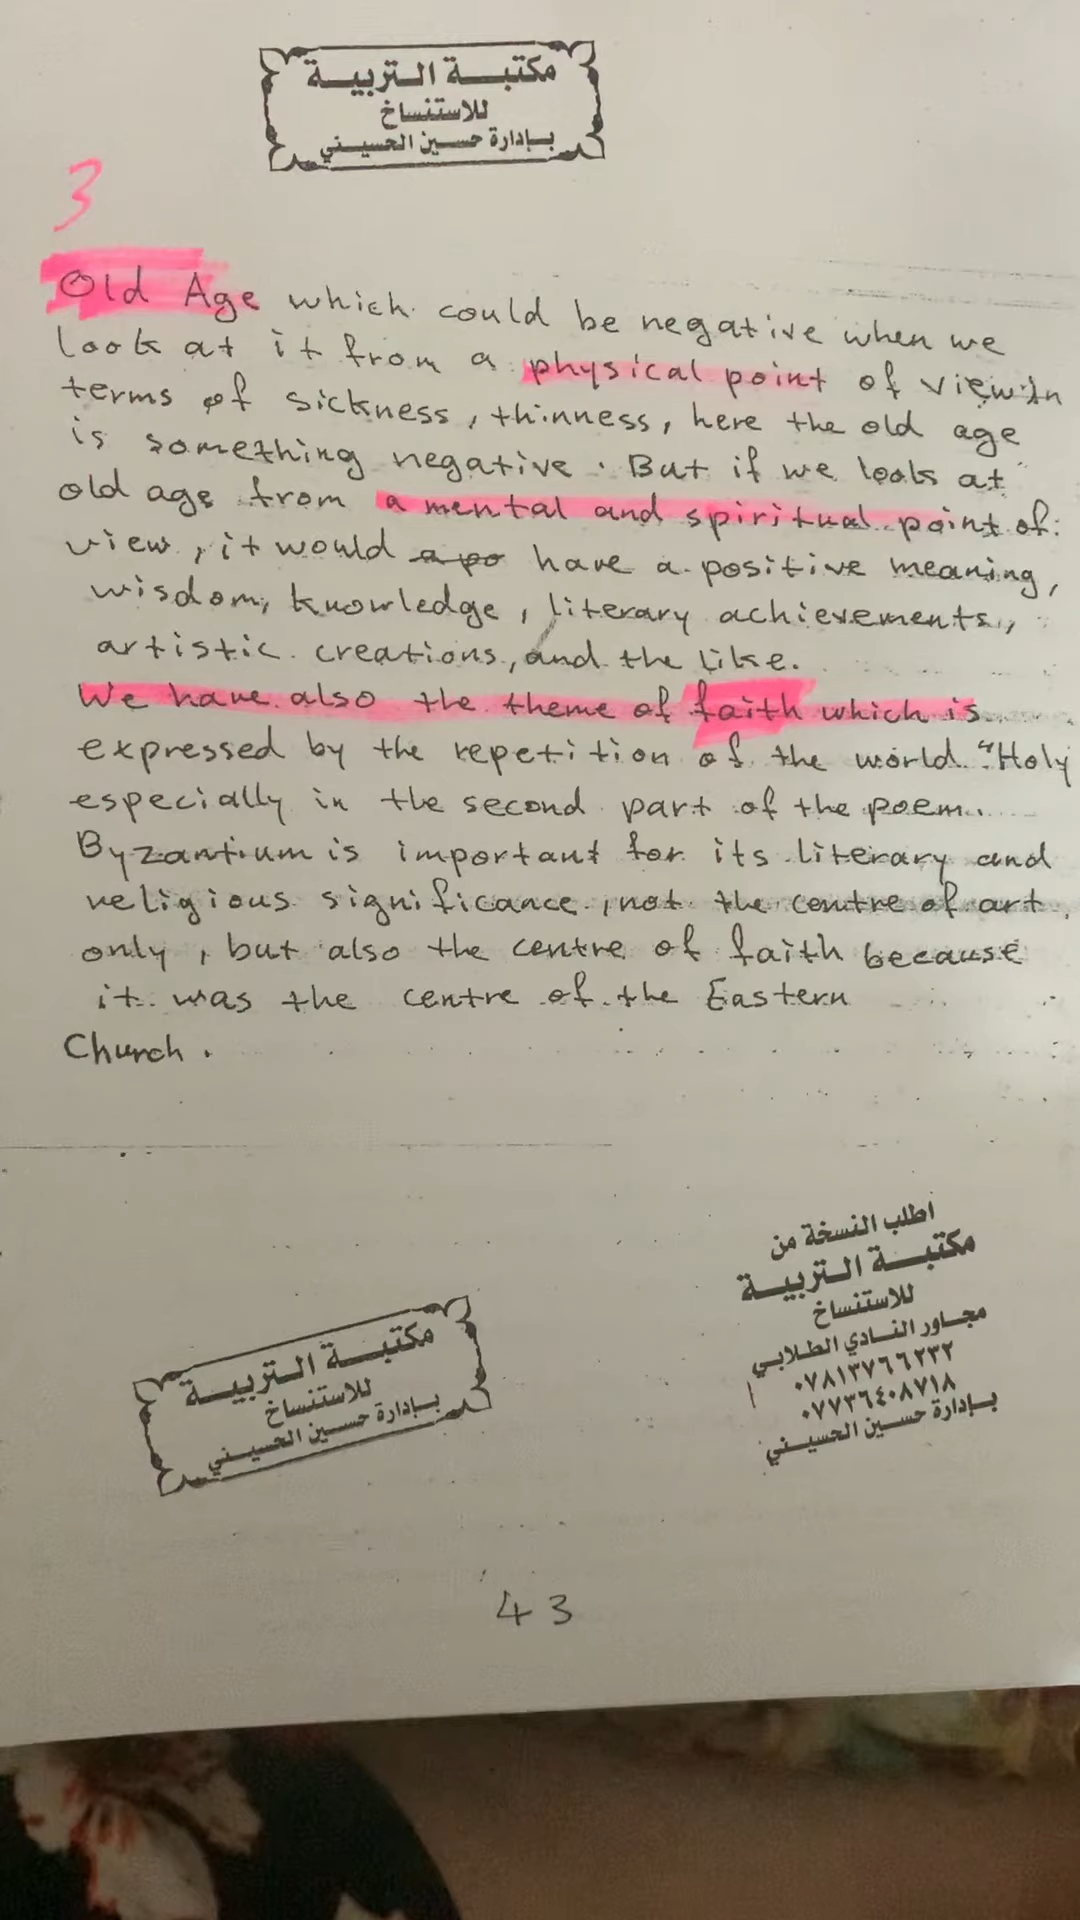 مكتبة التربية
للاستنساخ
بإدارة حسين الحسيني
3
Old Age which could be negative when we
look at it from a physical point of view in
terms of sickness, thinness, here the old age
is something negative. But if we looks at
old age from a mental and spiritual point of
view, it would a po have a positive meaning,
wisdom, knowledge, literary achievements,
artistic creations, and the like.
We have also the theme of faith which is
expressed by the repetition of the world "Holy
especially in the second part of the poem.
Byzantium is important for its literary and
religious significance, not the centre of art
only, but also the centre of faith because
it was the centre of the Eastern
Church.
اطلب النسخة من
مكتبة التربية
للاستنساخ
مجاور النادي الطلابي
٠٧٨١٣٧٦٦٢٣٢
٠٧٧٣٦٤٠٨٧١٨
بإدارة حسين الحسيني
مكتبة التربية
للاستنساخ
بإدارة حسين الحسيني
43